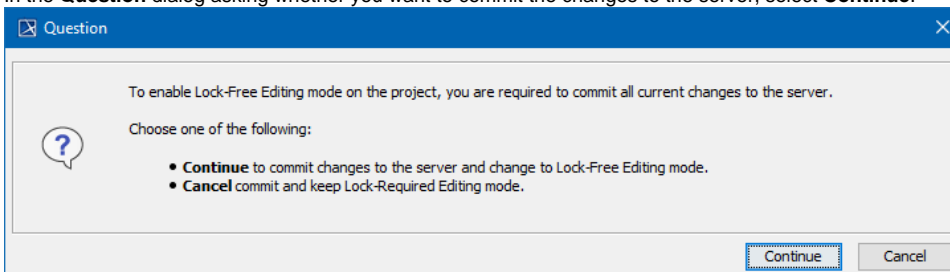 In the Question dialog asking whether you want to commit the changes to the server, select Continue.
Question
To enable Lock-Free Editing mode on the project, you are required to commit all current changes to the server.
Choose one of the following:
• Continue to commit changes to the server and change to Lock-Free Editing mode.
• Cancel commit and keep Lock-Required Editing mode.
Continue Cancel